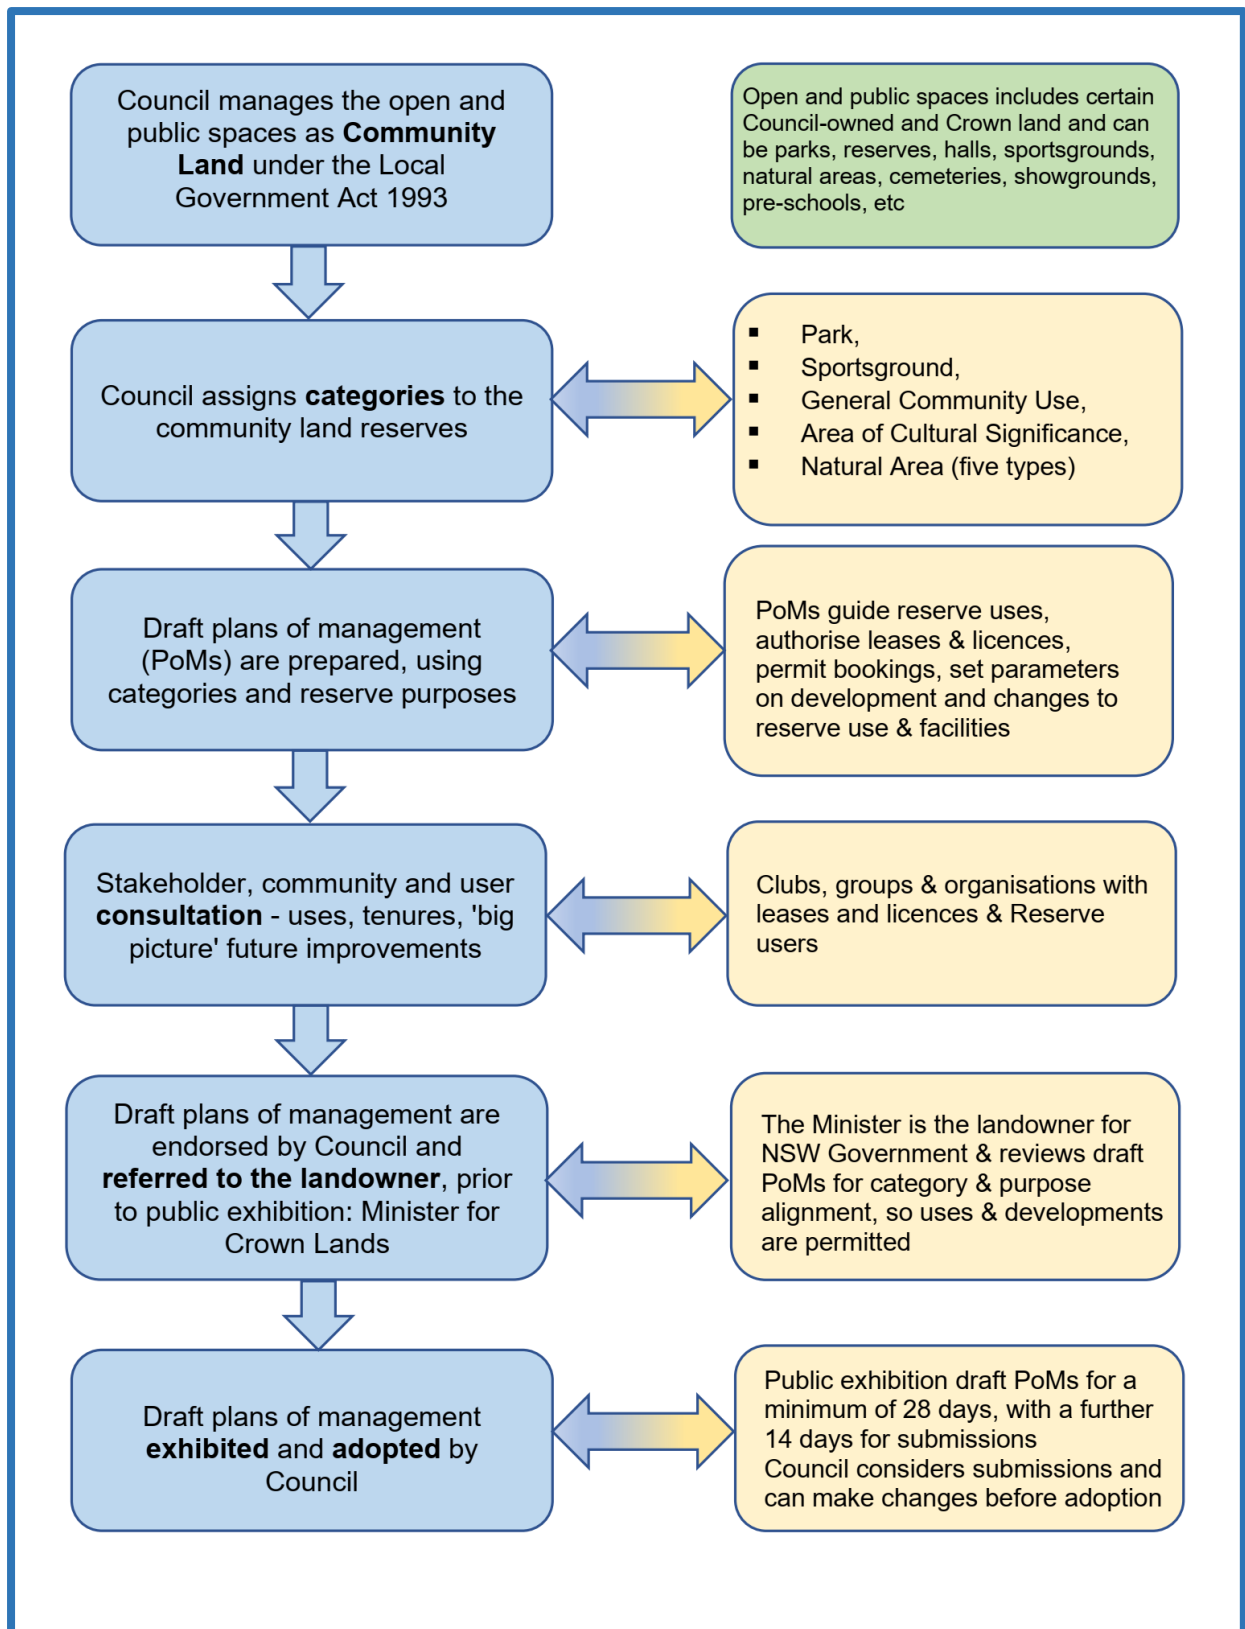 Council manages the open and
public spaces as Community
Land under the Local
Government Act 1993
Open and public spaces includes certain
Council-owned and Crown land and can
be parks, reserves, halls, sportsgrounds,
natural areas, cemeteries, showgrounds,
pre-schools, etc
Council assigns categories to the
community land reserves
▪ Park,
▪ Sportsground,
▪ General Community Use,
▪ Area of Cultural Significance,
▪ Natural Area (five types)
Draft plans of management
(PoMs) are prepared, using
categories and reserve purposes
PoMs guide reserve uses,
authorise leases & licences,
permit bookings, set parameters
on development and changes to
reserve use & facilities
Stakeholder, community and user
consultation - uses, tenures, 'big
picture' future improvements
Clubs, groups & organisations with
leases and licences & Reserve
users
Draft plans of management are
endorsed by Council and
referred to the landowner, prior
to public exhibition: Minister for
Crown Lands
The Minister is the landowner for
NSW Government & reviews draft
PoMs for category & purpose
alignment, so uses & developments
are permitted
Draft plans of management
exhibited and adopted by
Council
Public exhibition draft PoMs for a
minimum of 28 days, with a further
14 days for submissions
Council considers submissions and
can make changes before adoption